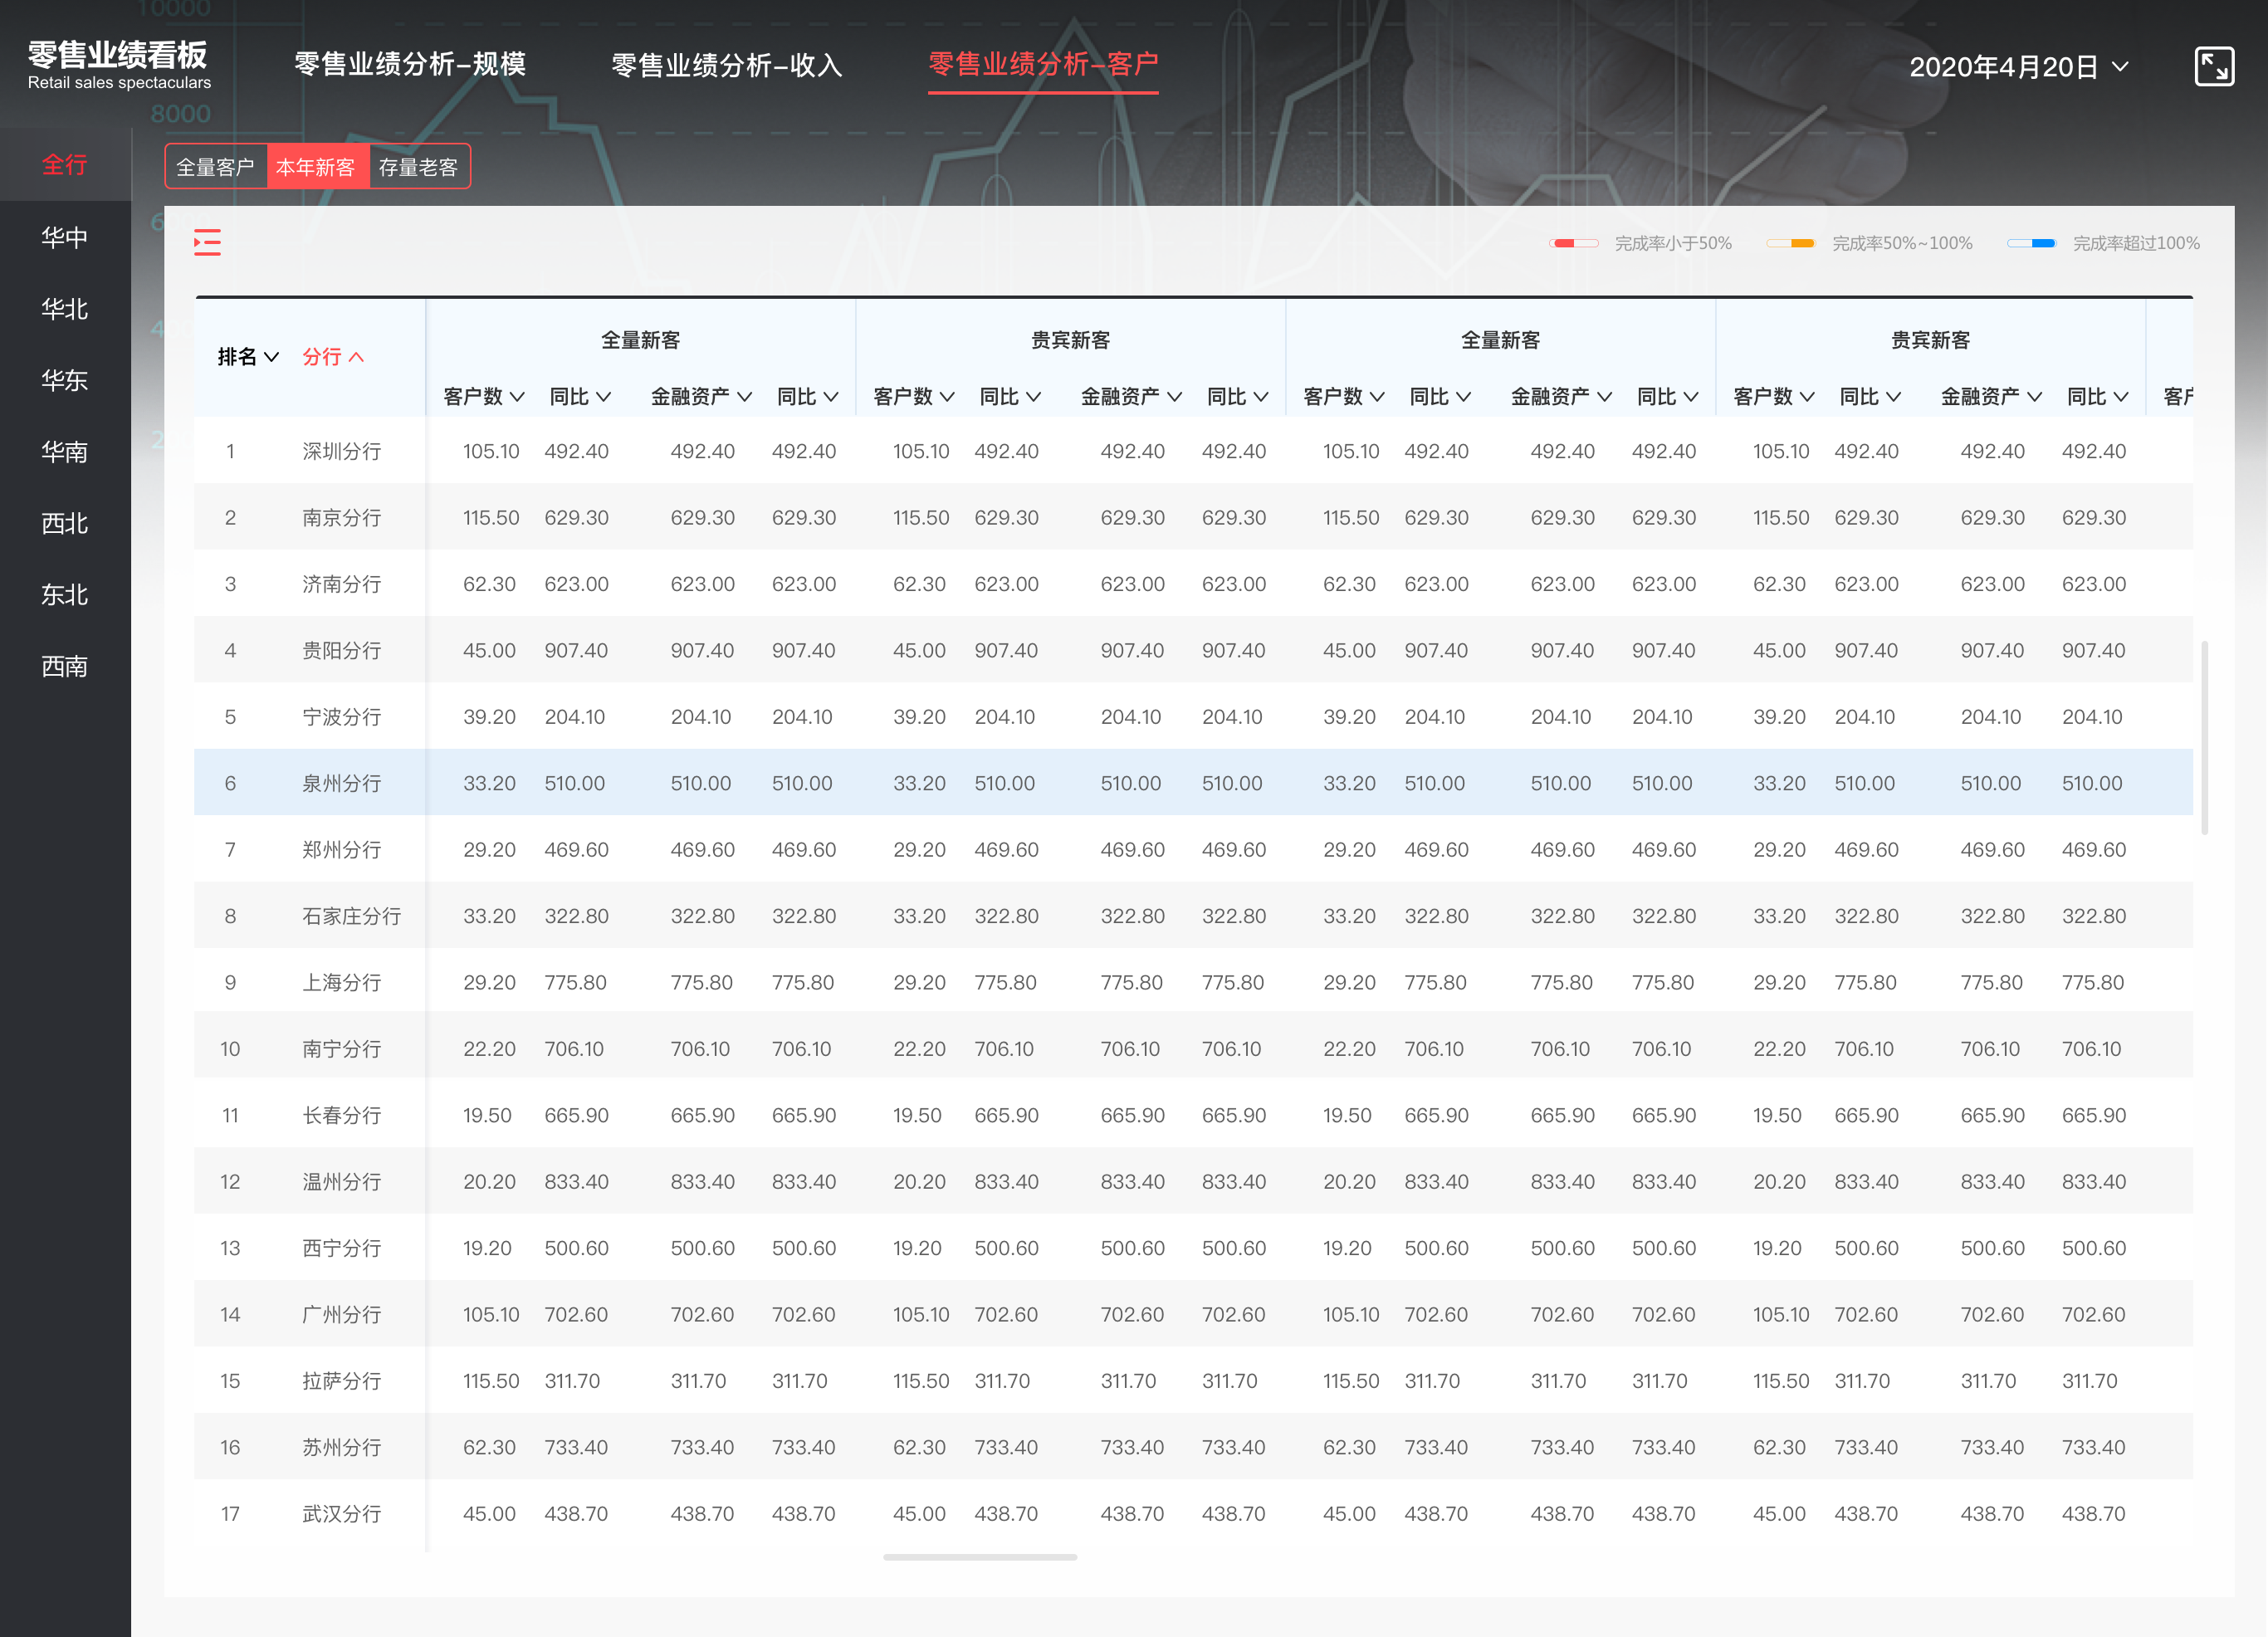 10000
零售业绩看板
Retail sales spectaculars
零售业绩分析-规模 零售业绩分析-收入 零售业绩分析-客户 2020年4月20日
8000
全行 全量客户 本年新客 存量老客
华中
完成率小于50% 完成率50%~100% 完成率超过100%
华北
华东
华南
西北
东北
西南
全量新客 贵宾新客 全量新客 贵宾新客
排名 分行
客户数 同比 金融资产 同比 客户数 同比 金融资产 同比 客户数 同比 金融资产 同比 客户数 同比 金融资产 同比 客户
1 深圳分行 105.10 492.40 492.40 492.40 105.10 492.40 492.40 492.40 105.10 492.40 492.40 492.40 105.10 492.40 492.40 492.40
2 南京分行 115.50 629.30 629.30 629.30 115.50 629.30 629.30 629.30 115.50 629.30 629.30 629.30 115.50 629.30 629.30 629.30
3 济南分行 62.30 623.00 623.00 623.00 62.30 623.00 623.00 623.00 62.30 623.00 623.00 623.00 62.30 623.00 623.00 623.00
4 贵阳分行 45.00 907.40 907.40 907.40 45.00 907.40 907.40 907.40 45.00 907.40 907.40 907.40 45.00 907.40 907.40 907.40
5 宁波分行 39.20 204.10 204.10 204.10 39.20 204.10 204.10 204.10 39.20 204.10 204.10 204.10 39.20 204.10 204.10 204.10
6 泉州分行 33.20 510.00 510.00 510.00 33.20 510.00 510.00 510.00 33.20 510.00 510.00 510.00 33.20 510.00 510.00 510.00
7 郑州分行 29.20 469.60 469.60 469.60 29.20 469.60 469.60 469.60 29.20 469.60 469.60 469.60 29.20 469.60 469.60 469.60
8 石家庄分行 33.20 322.80 322.80 322.80 33.20 322.80 322.80 322.80 33.20 322.80 322.80 322.80 33.20 322.80 322.80 322.80
9 上海分行 29.20 775.80 775.80 775.80 29.20 775.80 775.80 775.80 29.20 775.80 775.80 775.80 29.20 775.80 775.80 775.80
10 南宁分行 22.20 706.10 706.10 706.10 22.20 706.10 706.10 706.10 22.20 706.10 706.10 706.10 22.20 706.10 706.10 706.10
11 长春分行 19.50 665.90 665.90 665.90 19.50 665.90 665.90 665.90 19.50 665.90 665.90 665.90 19.50 665.90 665.90 665.90
12 温州分行 20.20 833.40 833.40 833.40 20.20 833.40 833.40 833.40 20.20 833.40 833.40 833.40 20.20 833.40 833.40 833.40
13 西宁分行 19.20 500.60 500.60 500.60 19.20 500.60 500.60 500.60 19.20 500.60 500.60 500.60 19.20 500.60 500.60 500.60
14 广州分行 105.10 702.60 702.60 702.60 105.10 702.60 702.60 702.60 105.10 702.60 702.60 702.60 105.10 702.60 702.60 702.60
15 拉萨分行 115.50 311.70 311.70 311.70 115.50 311.70 311.70 311.70 115.50 311.70 311.70 311.70 115.50 311.70 311.70 311.70
16 苏州分行 62.30 733.40 733.40 733.40 62.30 733.40 733.40 733.40 62.30 733.40 733.40 733.40 62.30 733.40 733.40 733.40
17 武汉分行 45.00 438.70 438.70 438.70 45.00 438.70 438.70 438.70 45.00 438.70 438.70 438.70 45.00 438.70 438.70 438.70